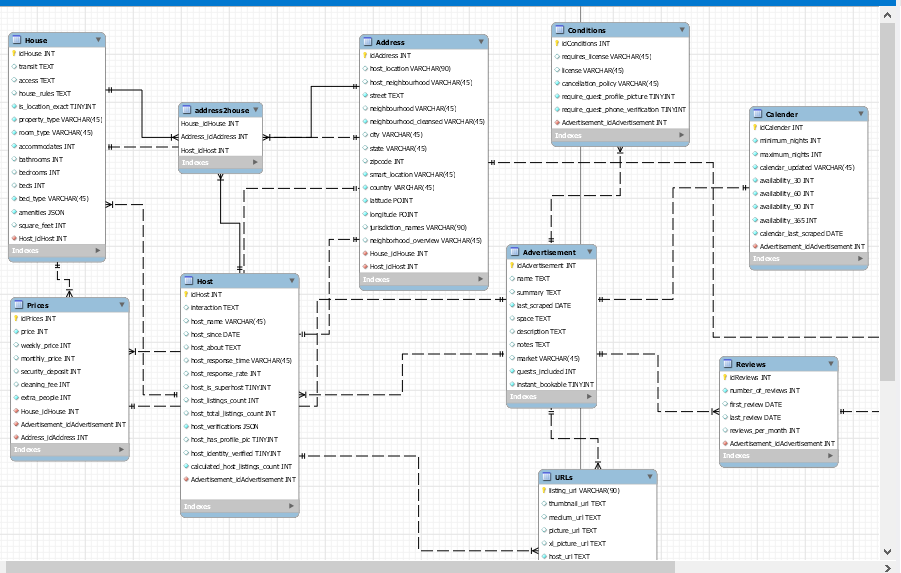 House
idHouse INT
transit TEXT
access TEXT
house_rules TEXT
is_location_exact TINYINT
property_type VARCHAR(45)
room_type VARCHAR(45)
accommodates INT
bathrooms INT
bedrooms INT
beds INT
bed_type VARCHAR(45)
amenities JSON
square_feet INT
Host_idHost INT
Indexes
address2house
House_idHouse INT
Address_idAddress INT
Host_idHost INT
Indexes
Address
idAddress INT
host_location VARCHAR(90)
host_neighbourhood VARCHAR(45)
street TEXT
neighbourhood VARCHAR(45)
neighbourhood_cleansed VARCHAR(45)
city VARCHAR(45)
state VARCHAR(45)
zipcode INT
smart_location VARCHAR(45)
country VARCHAR(45)
latitude POINT
longitude POINT
jurisdiction_names VARCHAR(90)
neighborhood_overview VARCHAR(45)
House_idHouse INT
Host_idHost INT
Indexes
Conditions
idConditions INT
requires_license VARCHAR(45)
license VARCHAR(45)
cancellation_policy VARCHAR(45)
require_guest_profile_picture TINYINT
require_guest_phone_verification TINYINT
Advertisement_idAdvertisement INT
Indexes
Calender
idCalender INT
minimum_nights INT
maximum_nights INT
calendar_updated VARCHAR(45)
availability_30 INT
availability_60 INT
availability_90 INT
availability_365 INT
calendar_last_scraped DATE
Advertisement_idAdvertisement INT
Indexes
Prices
idPrices INT
price INT
weekly_price INT
monthly_price INT
security_deposit INT
cleaning_fee INT
extra_people INT
House_idHouse INT
Advertisement_idAdvertisement INT
Address_idAddress INT
Indexes
Host
idHost INT
interaction TEXT
host_name VARCHAR(45)
host_since DATE
host_about TEXT
host_response_time VARCHAR(45)
host_response_rate INT
host_is_superhost TINYINT
host_listings_count INT
host_total_listings_count INT
host_verifications JSON
host_has_profile_pic TINYINT
host_identity_verified TINYINT
calculated_host_listings_count INT
Advertisement_idAdvertisement INT
Indexes
Advertisement
idAdvertisement INT
name TEXT
summary TEXT
last_scraped DATE
space TEXT
description TEXT
notes TEXT
market VARCHAR(45)
guests_included INT
instant_bookable TINYINT
Indexes
Reviews
idReviews INT
number_of_reviews INT
first_review DATE
last_review DATE
reviews_per_month INT
Advertisement_idAdvertisement INT
Indexes
URLs
listing_url VARCHAR(90)
thumbnail_url TEXT
medium_url TEXT
picture_url TEXT
xl_picture_url TEXT
host_url TEXT